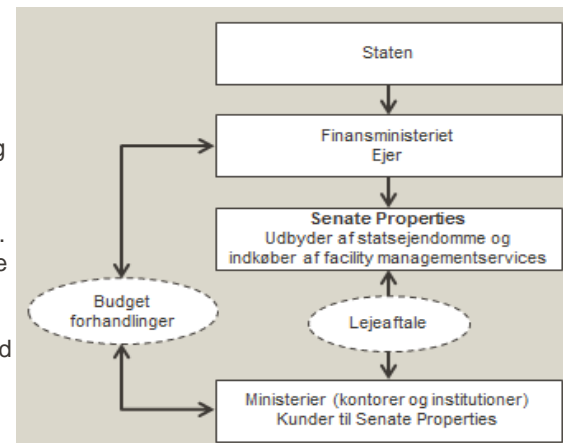 Staten
Finansministeriet
Ejer
g
Senate Properties
Udbyder af statsejendomme og
indkøber af facility managementservices
.
e
Budget
forhandlinger
Lejeaftale
d
Ministerier (kontorer og institutioner)
Kunder til Senate Properties